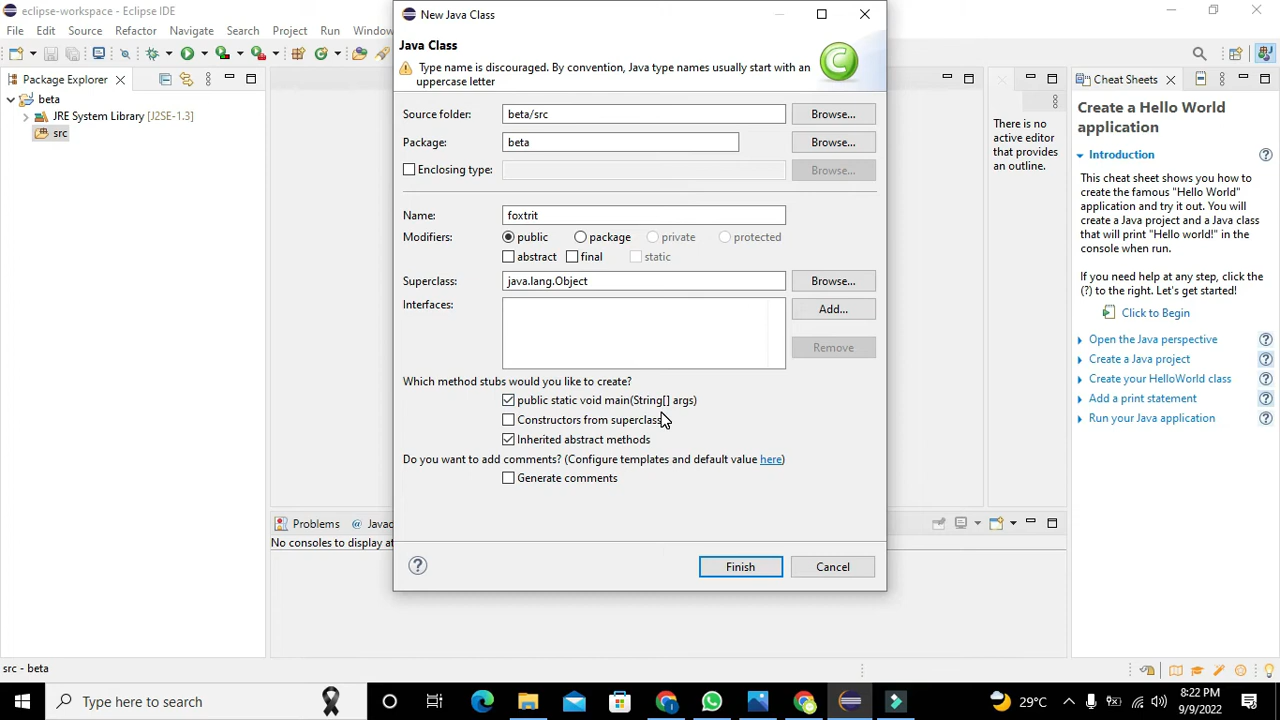 eclipse-workspace - Eclipse IDE
File Edit Source Refactor Navigate Search Project Run Window
Package Explorer
beta
JRE System Library [J2SE-1.3]
src
New Java Class
Java Class
Type name is discouraged. By convention, Java type names usually start with an
uppercase letter
Source folder: beta/src Browse...
Package: beta Browse...
Enclosing type: Browse...
Name: foxtrit
Modifiers: public package private protected
abstract final static
Superclass: java.lang.Object Browse...
Interfaces: Add...
Remove
Which method stubs would you like to create?
public static void main(String[] args)
Constructors from superclass
Inherited abstract methods
Do you want to add comments? (Configure templates and default value here)
Generate comments
Finish Cancel
Problems @ Javac
No consoles to display at
There is no
active editor
that provides
an outline.
Cheat Sheets
Create a Hello World
application
Introduction
This cheat sheet shows you how to
create the famous "Hello World"
application and try it out. You will
create a Java project and a Java class
that will print "Hello world!" in the
console when run.
If you need help at any step, click the
(?) to the right. Let's get started!
Click to Begin
Open the Java perspective
Create a Java project
Create your HelloWorld class
Add a print statement
Run your Java application
src - beta
Type here to search
29°C
8:22 PM
9/9/2022